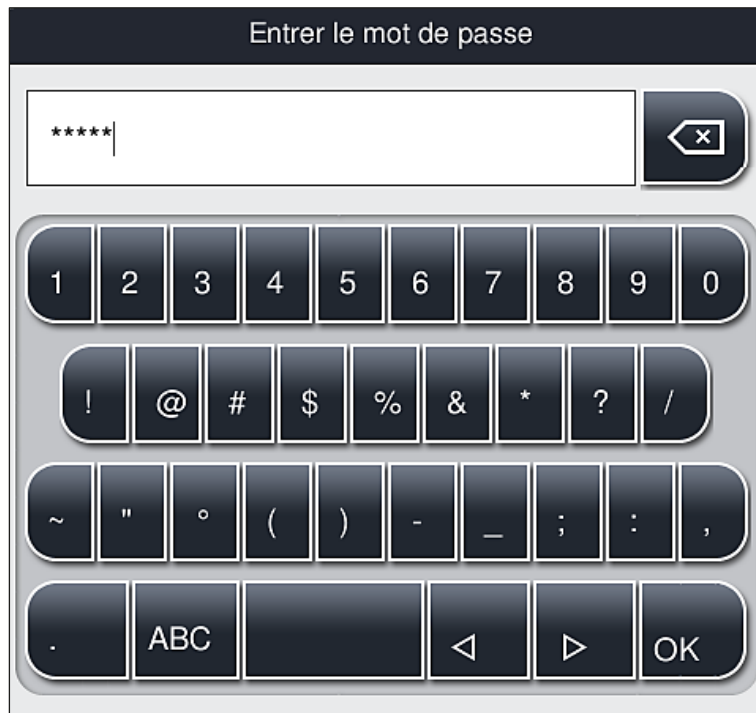 Entrer le mot de passe
*****
1 2 3 4 5 6 7 8 9 0
! @ # $ % & * ? /
~ " ° ( ) - _ ; : ,
. ABC OK